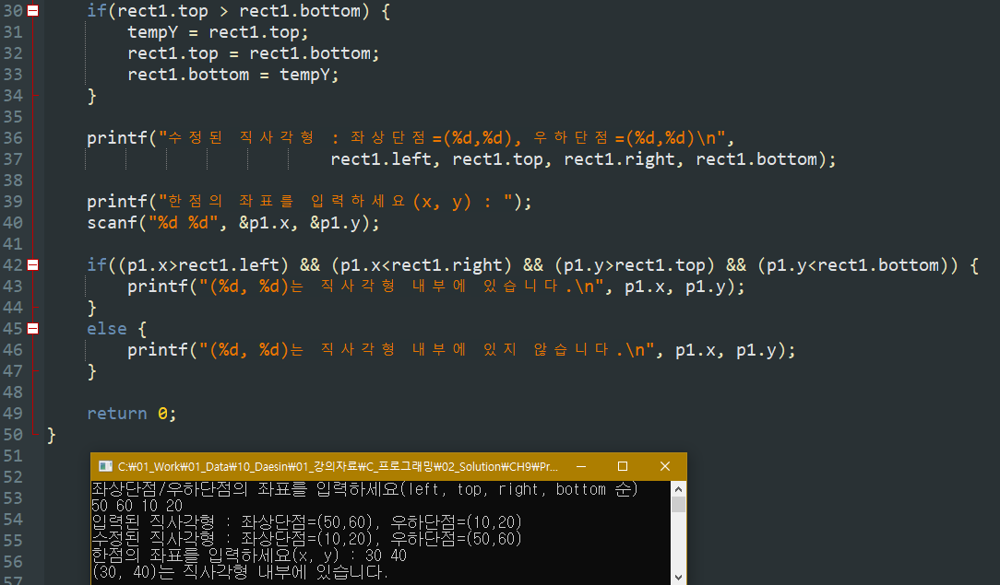 30 if(rect1.top > rect1.bottom) {
31 tempY = rect1.top;
32 rect1.top = rect1.bottom;
33 rect1.bottom = tempY;
34 }
35
36 printf("수정된 직사각형 : 좌상단점=(%d,%d), 우하단점=(%d,%d)\n",
37 rect1.left, rect1.top, rect1.right, rect1.bottom);
38
39 printf("한점의 좌표를 입력하세요(x, y) : ");
40 scanf("%d %d", &p1.x, &p1.y);
41
42 if((p1.x>rect1.left) && (p1.x<rect1.right) && (p1.y>rect1.top) && (p1.y<rect1.bottom)) {
43 printf("(%d, %d)는 직사각형 내부에 있습니다.\n", p1.x, p1.y);
44 }
45 else {
46 printf("(%d, %d)는 직사각형 내부에 있지 않습니다.\n", p1.x, p1.y);
47 }
48
49 return 0;
50 }
51
52
53
54
55
56
57
C:₩01_Work₩01_Data₩10_Daesin₩01_강의자료₩C_프로그래밍₩02_Solution₩CH9₩Pr...
좌상단점/우하단점의 좌표를 입력하세요(left, top, right, bottom 순)
50 60 10 20
입력된 직사각형 : 좌상단점=(50,60), 우하단점=(10,20)
수정된 직사각형 : 좌상단점=(10,20), 우하단점=(50,60)
한점의 좌표를 입력하세요(x, y) : 30 40
(30, 40)는 직사각형 내부에 있습니다.